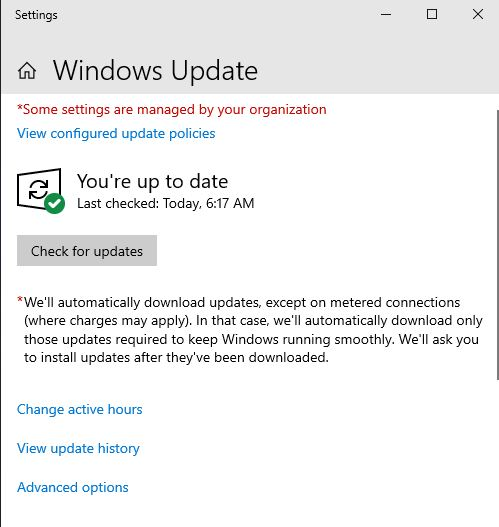 Settings
Windows Update
*Some settings are managed by your organization
View configured update policies
You're up to date
Last checked: Today, 6:17 AM
Check for updates
*We'll automatically download updates, except on metered connections
(where charges may apply). In that case, we'll automatically download only
those updates required to keep Windows running smoothly. We'll ask you
to install updates after they've been downloaded.
Change active hours
View update history
Advanced options